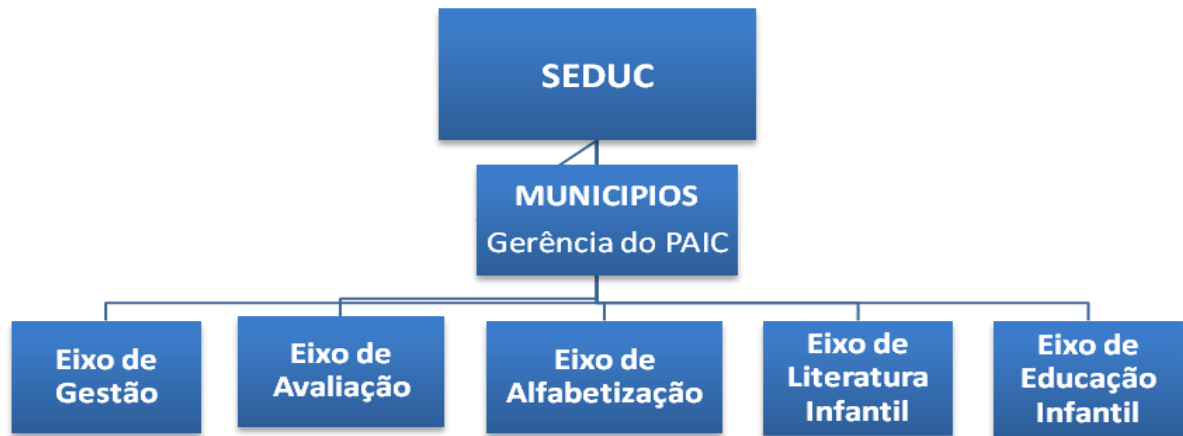 SEDUC
MUNICIPIOS
Gerência do PAIC
Eixo de
Gestão
Eixo de
Avaliação
Eixo de
Alfabetização
Eixo de
Literatura
Infantil
Eixo de
Educação
Infantil